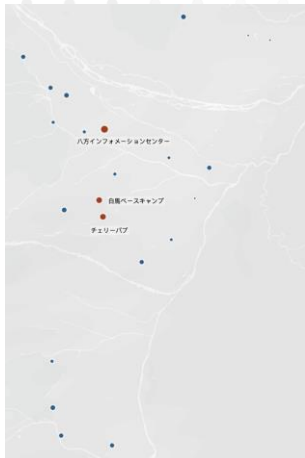 八方インフォメーションセンター
白馬ベースキャンプ
チェリーパブ